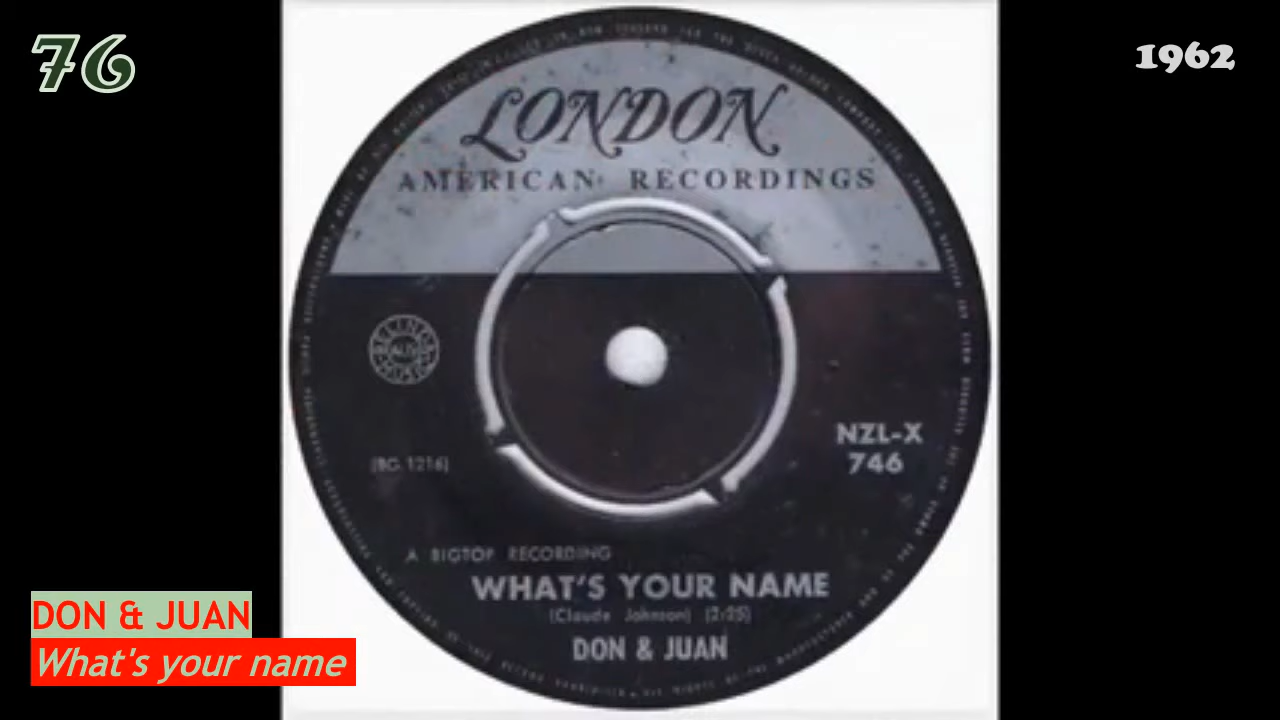 76
1962
LONDON
AMERICAN RECORDINGS
NZL-X
746
(BG. 1216)
A BIGTOP RECORDING
WHAT'S YOUR NAME
(Claude Johnson) (2:25)
DON & JUAN
DON & JUAN
What's your name